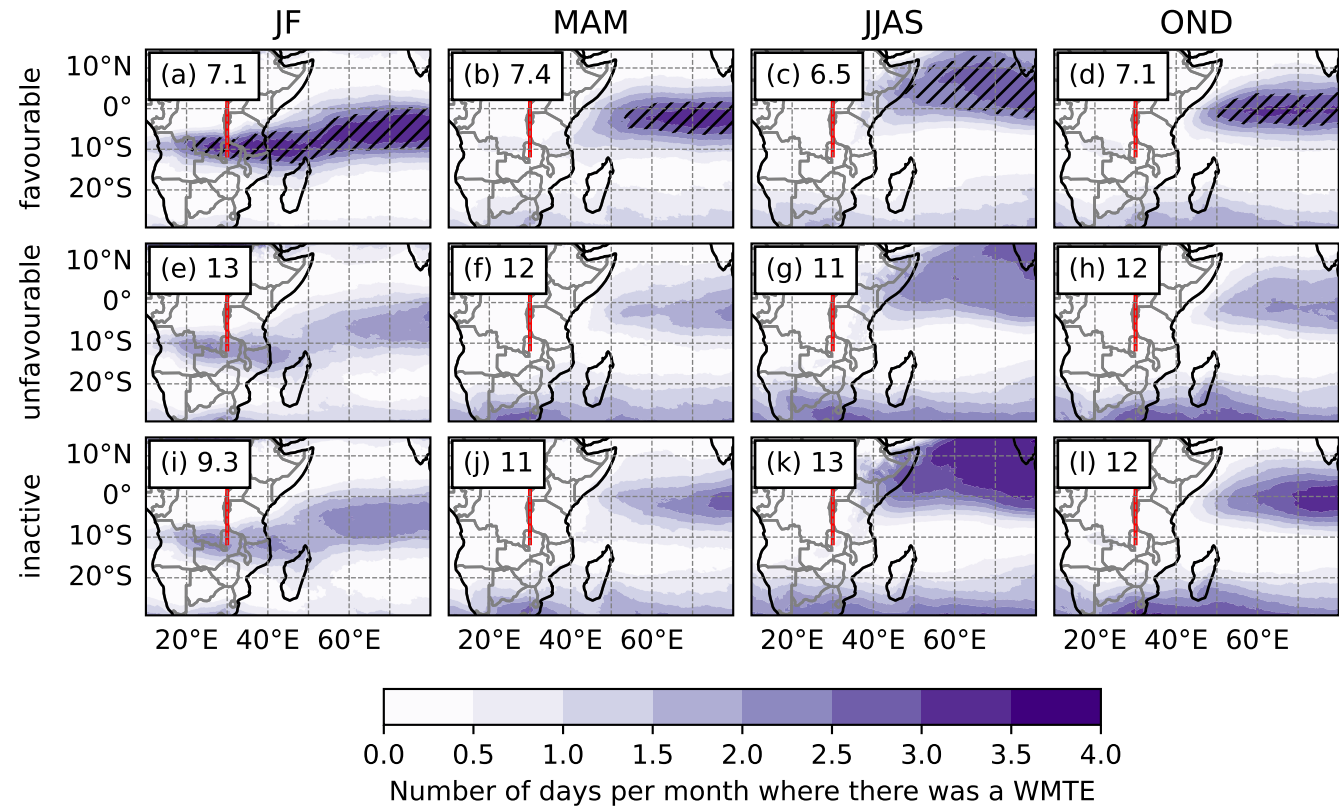 JF MAM JJAS OND
favourable
10°N
0°
10°S
20°S
(a) 7.1 (b) 7.4 (c) 6.5 (d) 7.1
unfavourable
10°N
0°
10°S
20°S
(e) 13 (f) 12 (g) 11 (h) 12
inactive
10°N
0°
10°S
20°S
(i) 9.3 (j) 11 (k) 13 (l) 12
20°E 40°E 60°E 20°E 40°E 60°E 20°E 40°E 60°E 20°E 40°E 60°E
0.0 0.5 1.0 1.5 2.0 2.5 3.0 3.5 4.0
Number of days per month where there was a WMTE